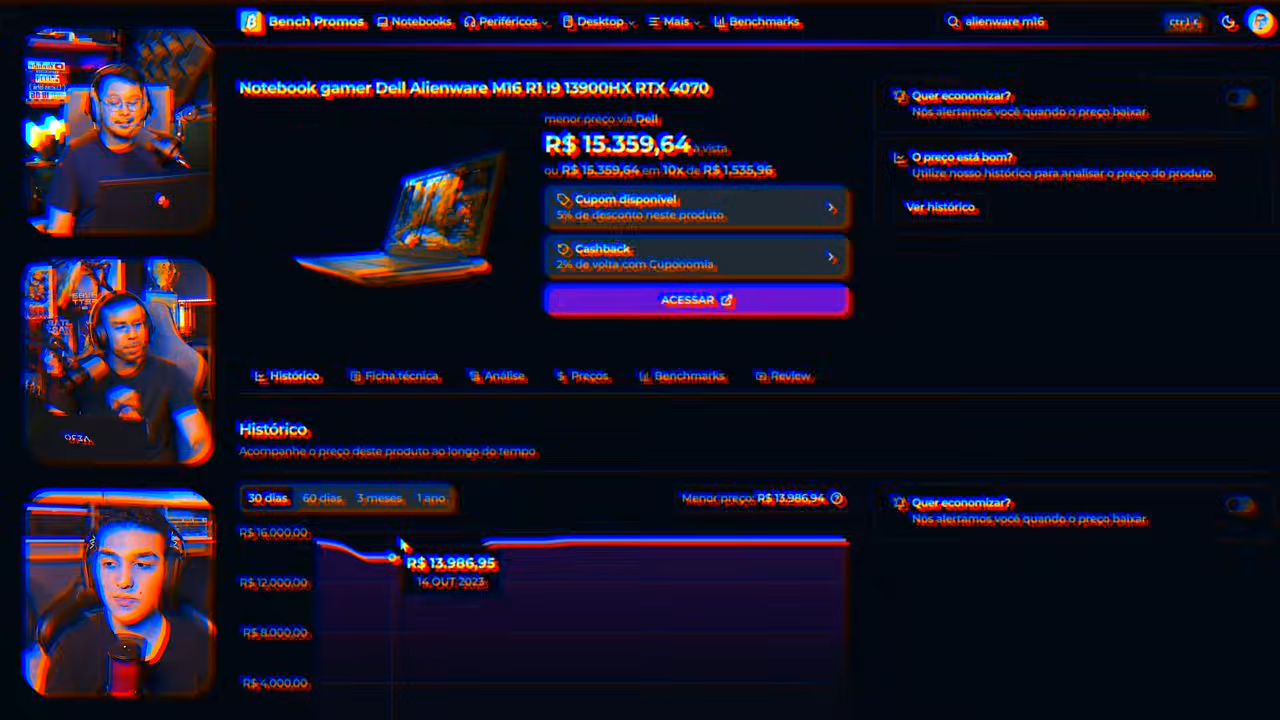 Bench Promos
Notebooks
Periféricos
Desktop
Mais
Benchmarks
alienware m16
Notebook gamer Dell Alienware M16 R1 i9 13900HX RTX 4070
menor preço via Dell
R$ 15.359,64 à vista
ou R$ 15.359,64 em 10x de R$ 1.535,96
Cupom disponível
5% de desconto neste produto
Cashback
2% de volta com Cuponomia
ACESSAR
Quer economizar?
Nós alertamos você quando o preço baixar
O preço está bom?
Utilize nosso histórico para analisar o preço do produto
Ver histórico
Histórico
Ficha técnica
Análise
Preços
Benchmarks
Review
Histórico
Acompanhe o preço deste produto ao longo do tempo
30 dias
60 dias
3 meses
1 ano
Menor preço: R$ 13.986,94
Quer economizar?
Nós alertamos você quando o preço baixar
R$ 16.000,00
R$ 12.000,00
R$ 8.000,00
R$ 4.000,00
R$ 13.986,95
14 OUT 2023